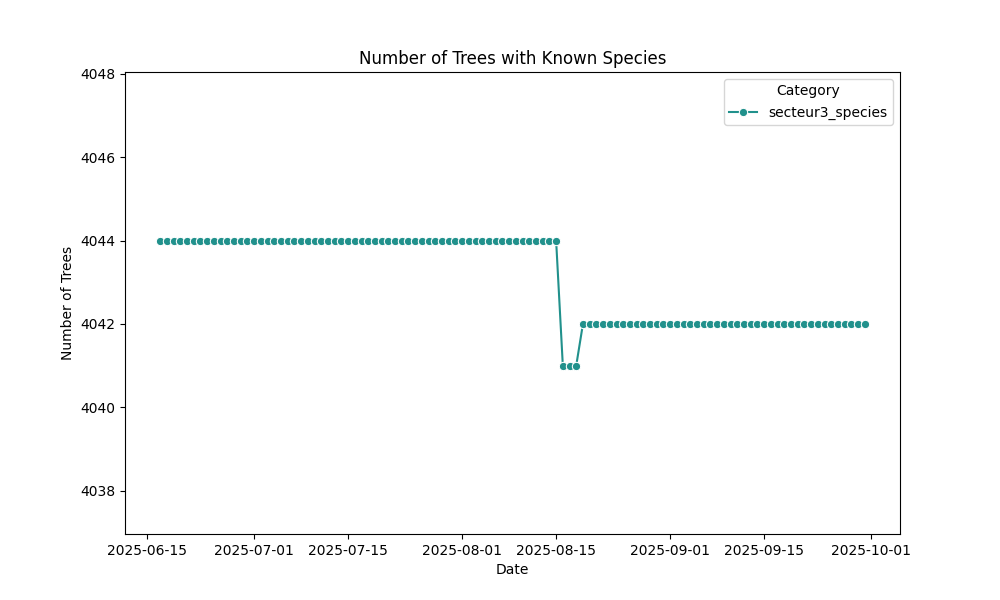 Number of Trees with Known Species
Category
secteur3_species
Number of Trees
4048
4046
4044
4042
4040
4038
2025-06-15 2025-07-01 2025-07-15 2025-08-01 2025-08-15 2025-09-01 2025-09-15 2025-10-01
Date